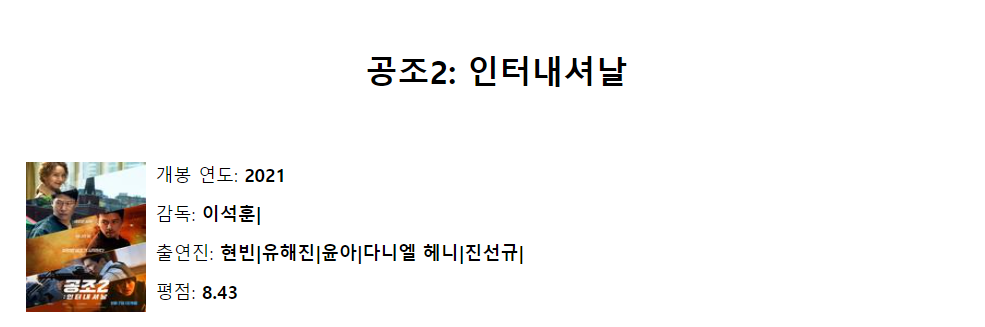 공조2: 인터내셔날
개봉 연도: 2021
감독: 이석훈|
출연진: 현빈|유해진|윤아|다니엘 헤니|진선규|
평점: 8.43
공조2
인터내셔날